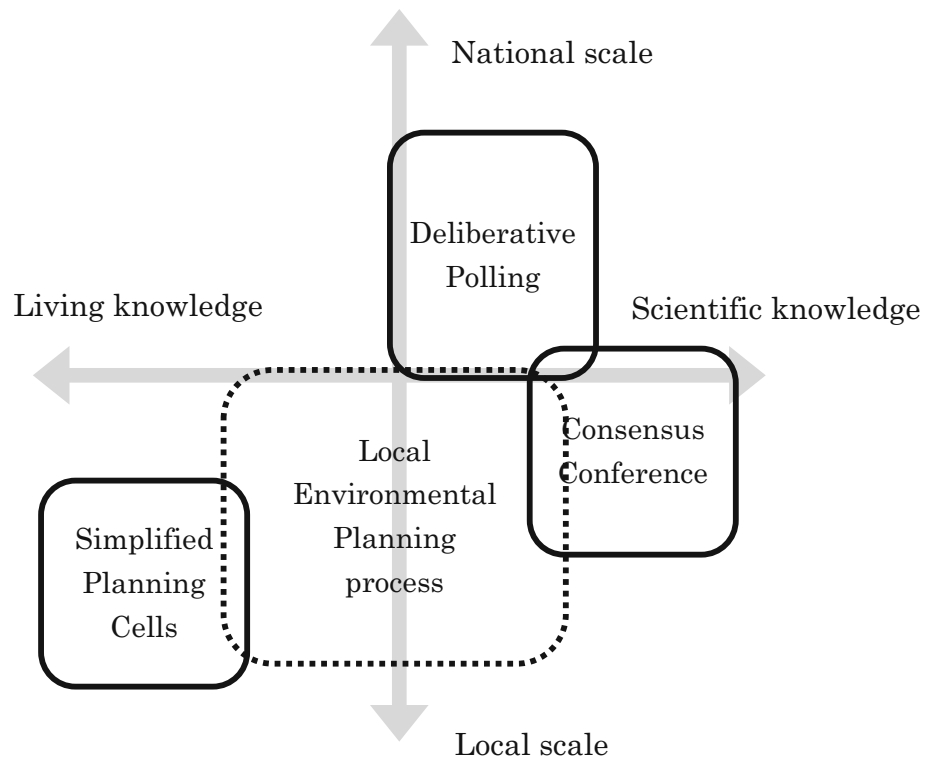 National scale
Deliberative
Polling
Living knowledge
Scientific knowledge
Consensus
Conference
Local
Environmental
Planning
process
Simplified
Planning
Cells
Local scale